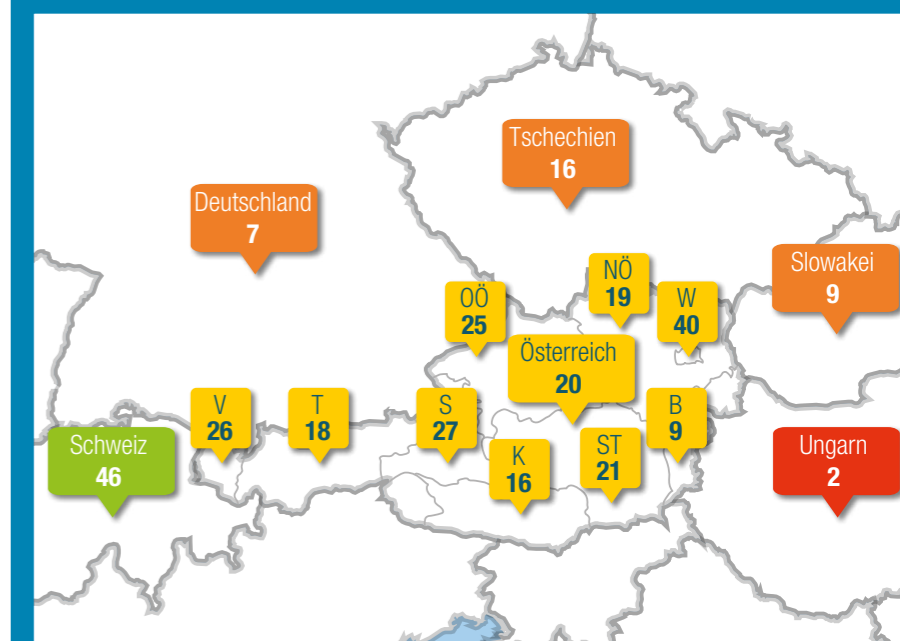 Tschechien
16
Deutschland
7
Slowakei
9
NÖ
19
OÖ
25
W
40
Österreich
20
V
26
T
18
S
27
B
9
Schweiz
46
K
16
ST
21
Ungarn
2